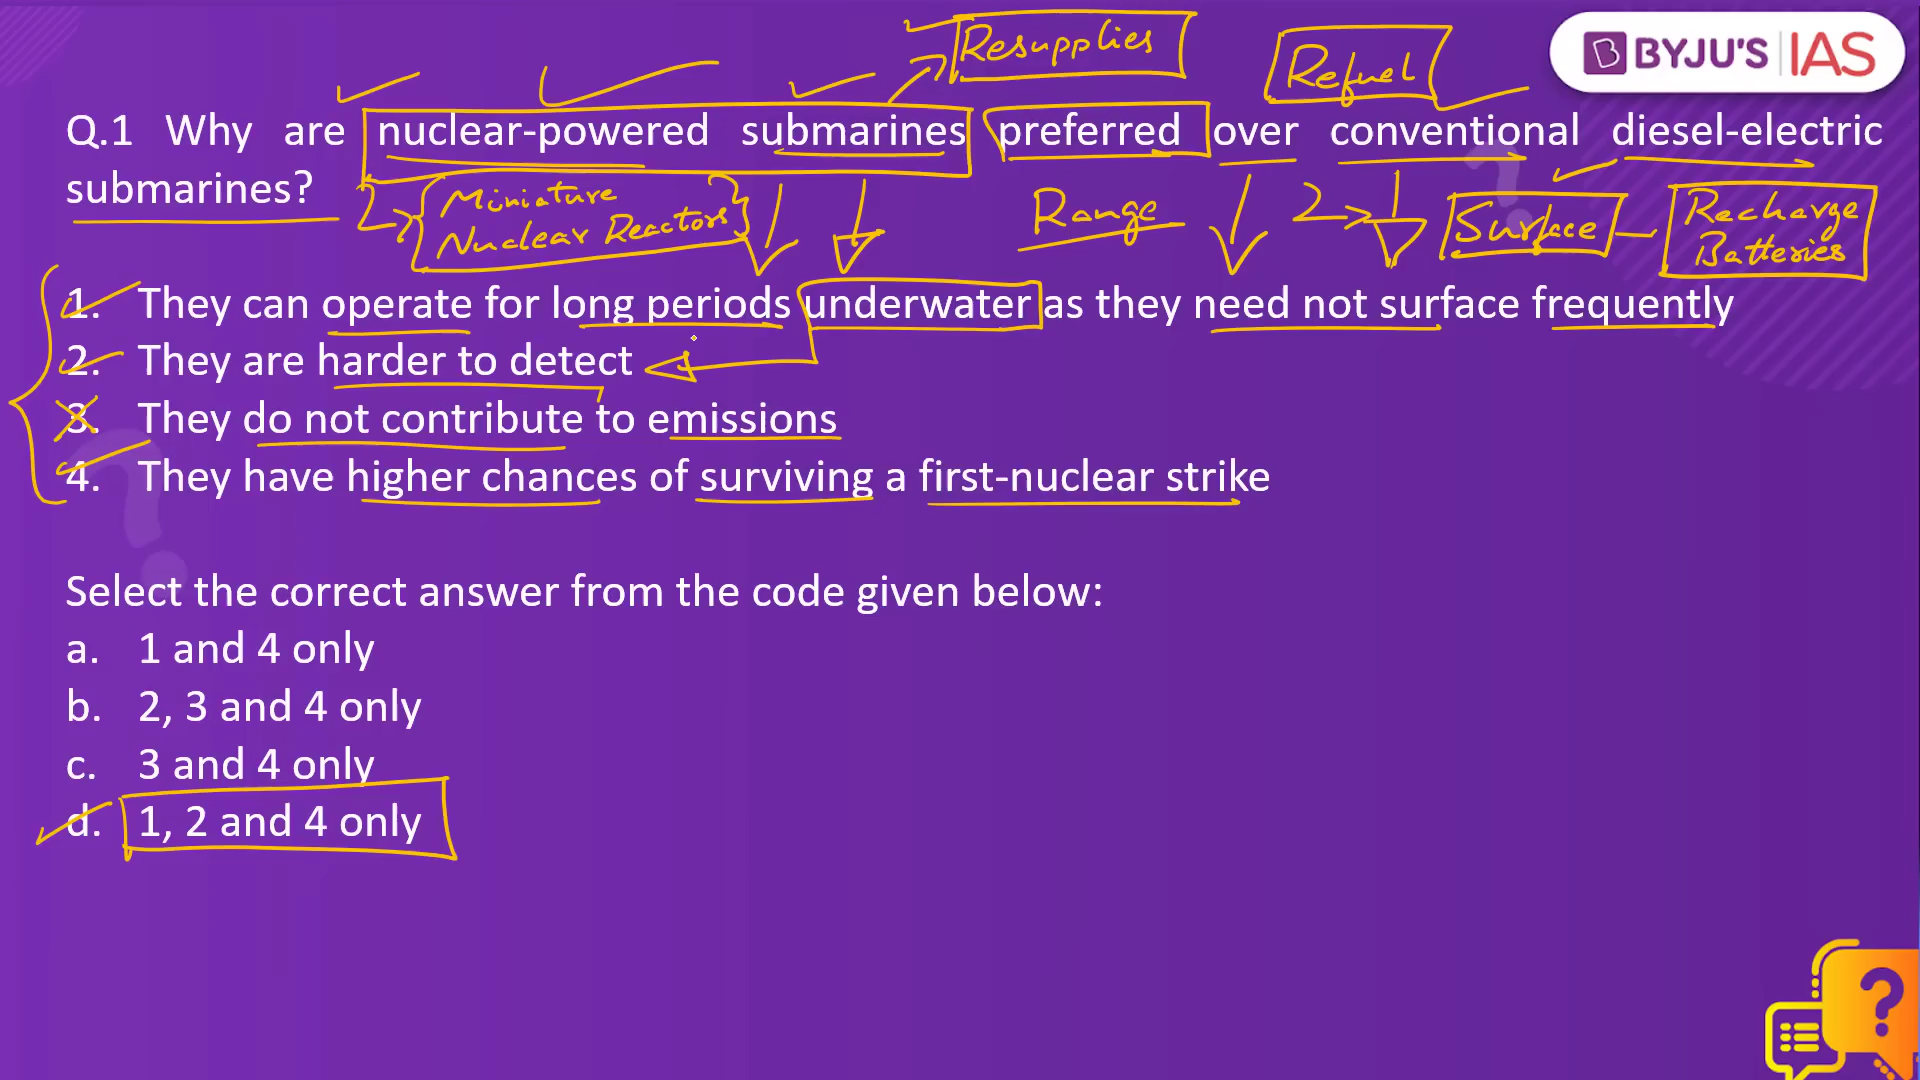 Resupplies
Refuel
BYJU'S IAS
Q.1 Why are nuclear-powered submarines preferred over conventional diesel-electric
submarines?
Miniature
Nuclear Reactors
Range
Surface
Recharge
Batteries
1. They can operate for long periods underwater as they need not surface frequently
2. They are harder to detect
3. They do not contribute to emissions
4. They have higher chances of surviving a first-nuclear strike
Select the correct answer from the code given below:
a. 1 and 4 only
b. 2, 3 and 4 only
c. 3 and 4 only
d. 1, 2 and 4 only